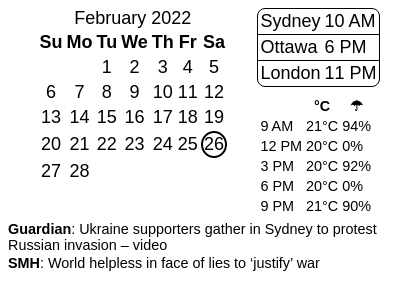 February 2022
Su Mo Tu We Th Fr Sa
1 2 3 4 5
6 7 8 9 10 11 12
13 14 15 16 17 18 19
20 21 22 23 24 25 26
27 28
Sydney 10 AM
Ottawa 6 PM
London 11 PM
°C ☂
9 AM 21°C 94%
12 PM 20°C 0%
3 PM 20°C 92%
6 PM 20°C 0%
9 PM 21°C 90%
Guardian: Ukraine supporters gather in Sydney to protest
Russian invasion – video
SMH: World helpless in face of lies to ‘justify’ war